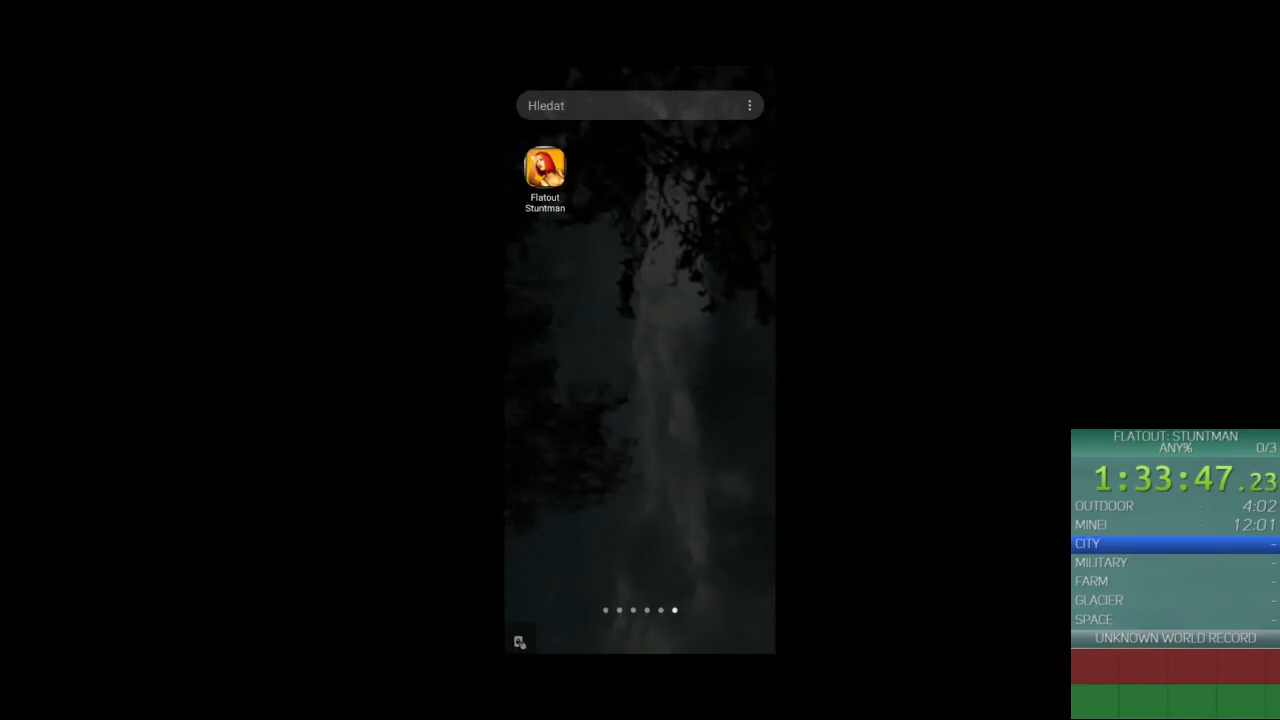 Hledat
Flatout
Stuntman
FLATOUT: STUNTMAN
ANY%
0/3
1:33:47.23
OUTDOOR - 4:02
MINE! - 12:01
CITY -
MILITARY -
FARM -
GLACIER -
SPACE -
UNKNOWN WORLD RECORD